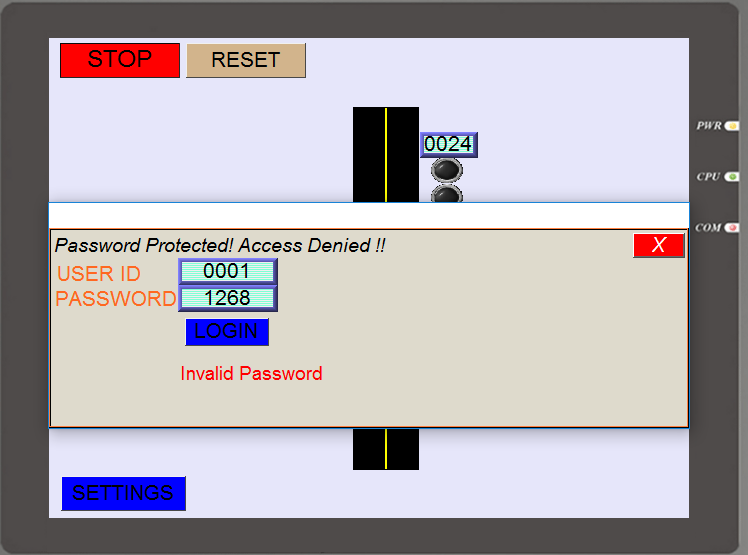 STOP RESET
PWR
0024
CPU
COM
Password Protected! Access Denied !!
X
USER ID 0001
PASSWORD 1268
LOGIN
Invalid Password
SETTINGS